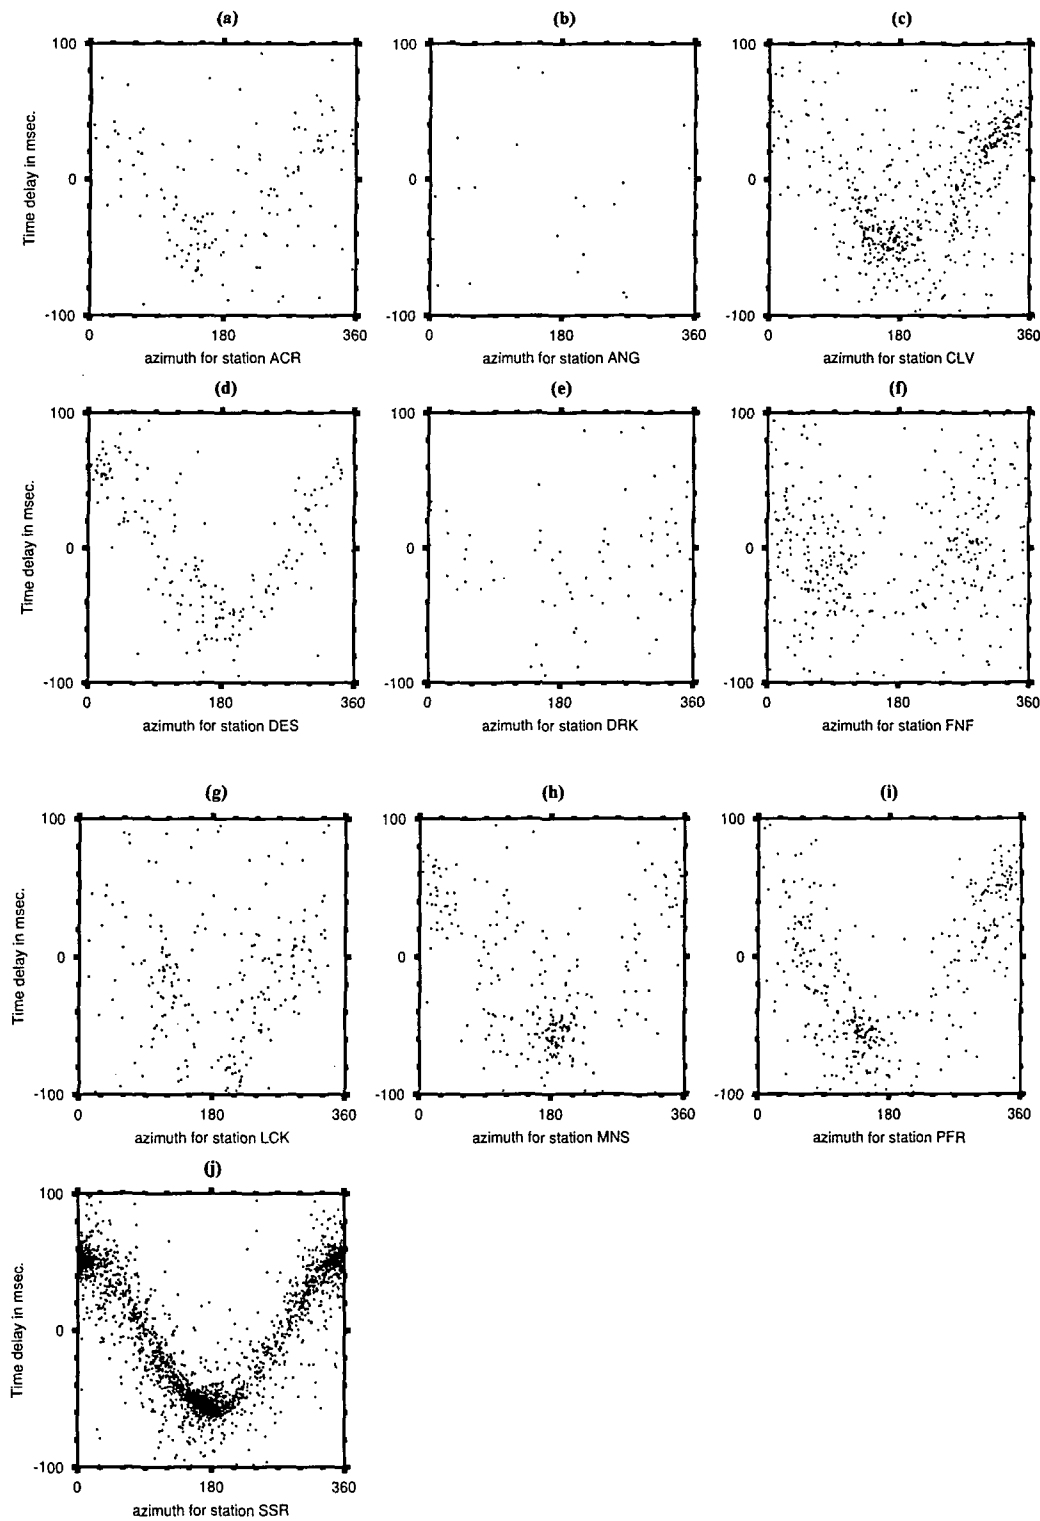 (a) (b) (c)
100 100 100
Time delay in msec.
0 0 0
-100 -100 -100
0 180 360 0 180 360 0 180 360
azimuth for station ACR azimuth for station ANG azimuth for station CLV
(d) (e) (f)
100 100 100
Time delay in msec.
0 0 0
-100 -100 -100
0 180 360 0 180 360 0 180 360
azimuth for station DES azimuth for station DRK azimuth for station FNF
(g) (h) (i)
100 100 100
Time delay in msec.
0 0 0
-100 -100 -100
0 180 360 0 180 360 0 180 360
azimuth for station LCK azimuth for station MNS azimuth for station PFR
(j)
100
Time delay in msec.
0
-100
0 180 360
azimuth for station SSR